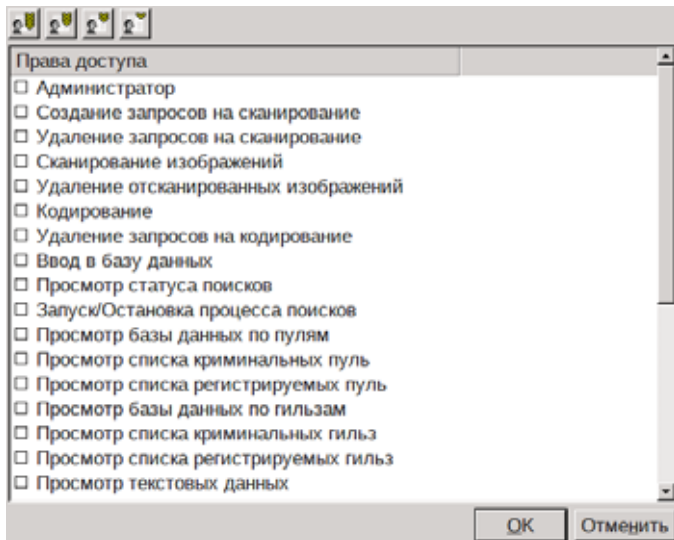 Права доступа
Администратор
Создание запросов на сканирование
Удаление запросов на сканирование
Сканирование изображений
Удаление отсканированных изображений
Кодирование
Удаление запросов на кодирование
Ввод в базу данных
Просмотр статуса поисков
Запуск/Остановка процесса поисков
Просмотр базы данных по пулям
Просмотр списка криминальных пуль
Просмотр списка регистрируемых пуль
Просмотр базы данных по гильзам
Просмотр списка криминальных гильз
Просмотр списка регистрируемых гильз
Просмотр текстовых данных
OK Отменить